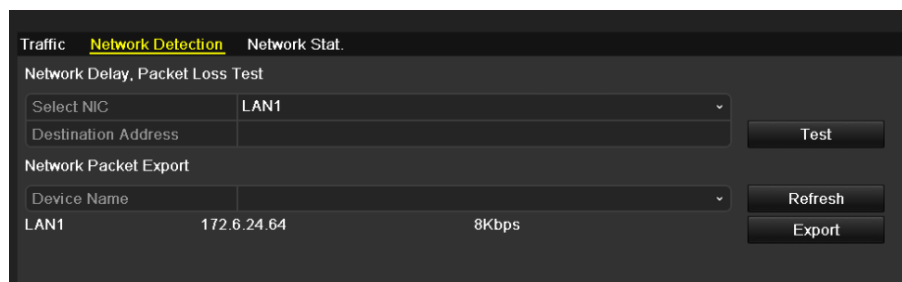 Traffic Network Detection Network Stat.
Network Delay, Packet Loss Test
Select NIC LAN1
Destination Address Test
Network Packet Export
Device Name Refresh
LAN1 172.6.24.64 8Kbps Export